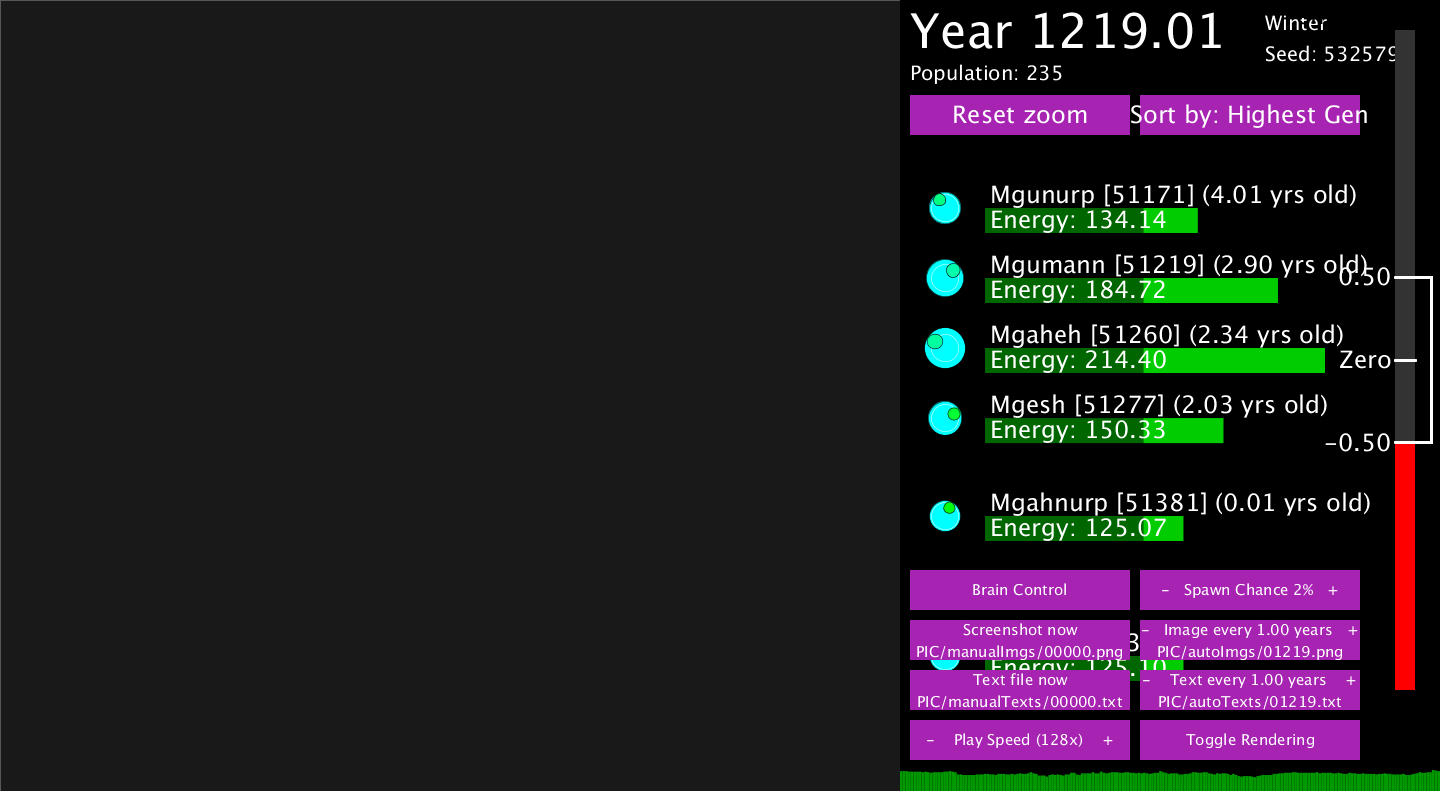 Year 1219.01
Winter
Seed: 532579
Population: 235
Reset zoom
Sort by: Highest Gen
Mgunurp [51171] (4.01 yrs old)
Energy: 134.14
Mgumann [51219] (2.90 yrs old)
Energy: 184.72
0.50
Mgaheh [51260] (2.34 yrs old)
Energy: 214.40
Zero
Mgesh [51277] (2.03 yrs old)
Energy: 150.33
-0.50
Mgahnurp [51381] (0.01 yrs old)
Energy: 125.07
Brain Control
- Spawn Chance 2% +
Screenshot now
PIC/manualImgs/00000.png
- Image every 1.00 years +
PIC/autoImgs/01219.png
Energy: 125.10
Text file now
PIC/manualTexts/00000.txt
- Text every 1.00 years +
PIC/autoTexts/01219.txt
- Play Speed (128x) +
Toggle Rendering